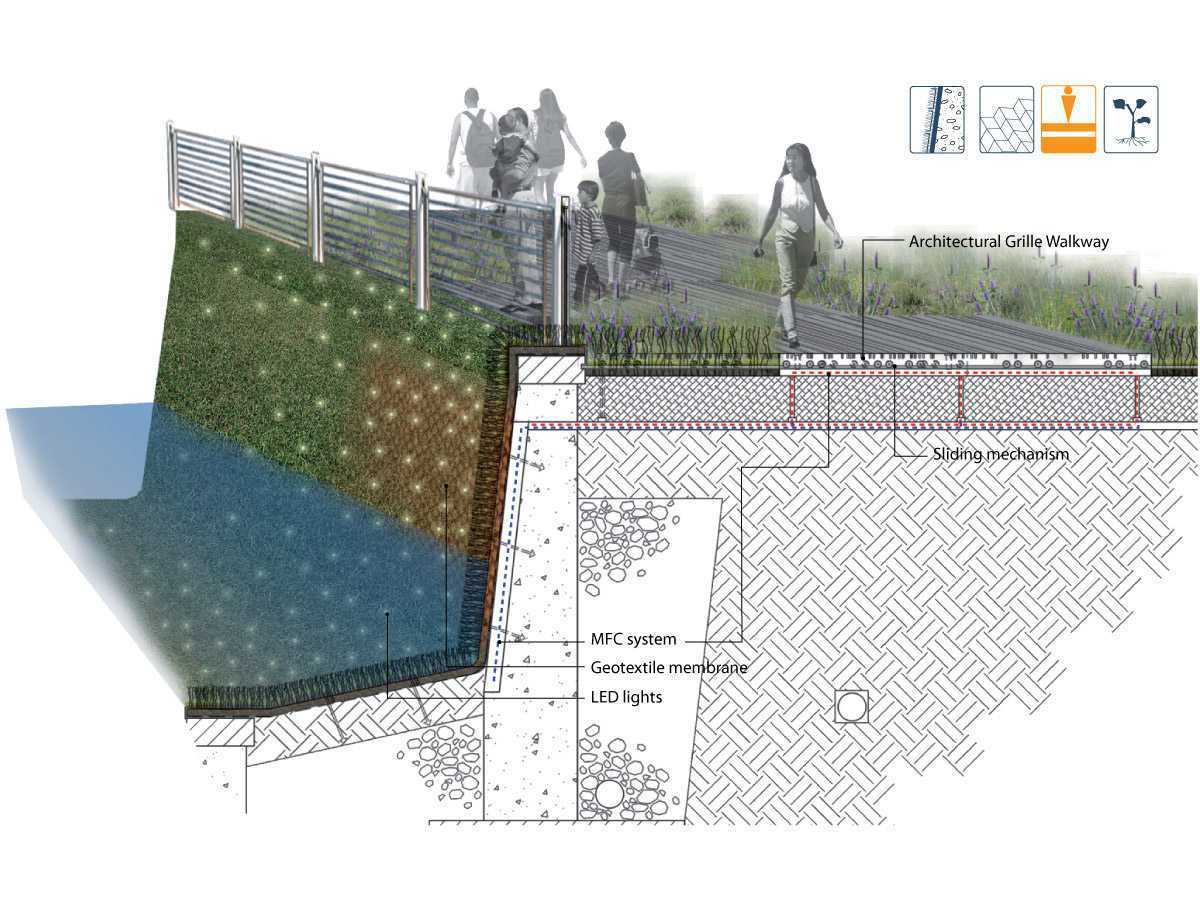 Architectural Grille Walkway
Sliding mechanism
MFC system
Geotextile membrane
LED lights